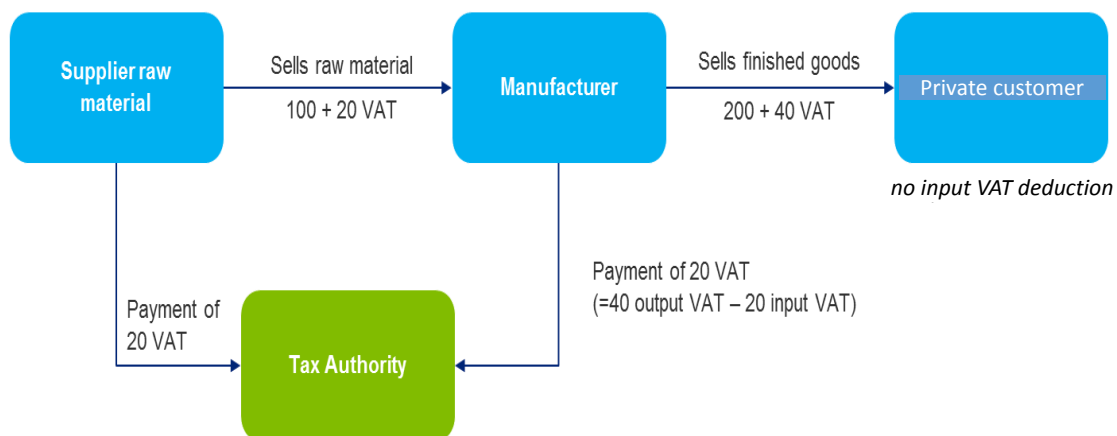 Supplier raw
material
Sells raw material
100 + 20 VAT
Manufacturer
Sells finished goods
200 + 40 VAT
Private customer
no input VAT deduction
Payment of
20 VAT
Payment of 20 VAT
(=40 output VAT – 20 input VAT)
Tax Authority